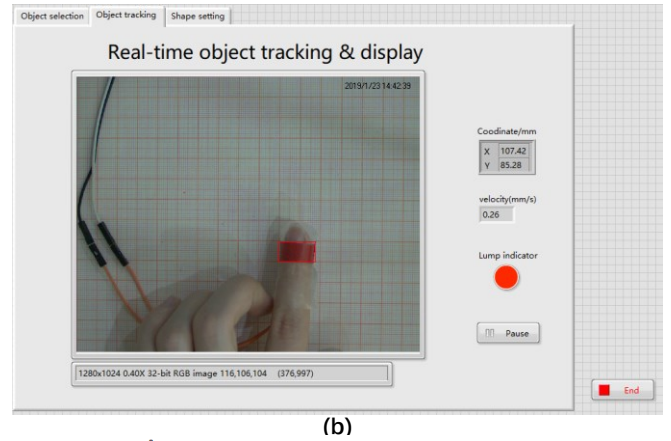 Object selection Object tracking Shape setting
Real-time object tracking & display
2019/1/23 14:42:39
Coodinate/mm
X 107.42
Y 85.28
velocity(mm/s)
0.26
Lump indicator
Pause
1280x1024 0.40X 32-bit RGB image 116,106,104 (376,997)
End
(b)